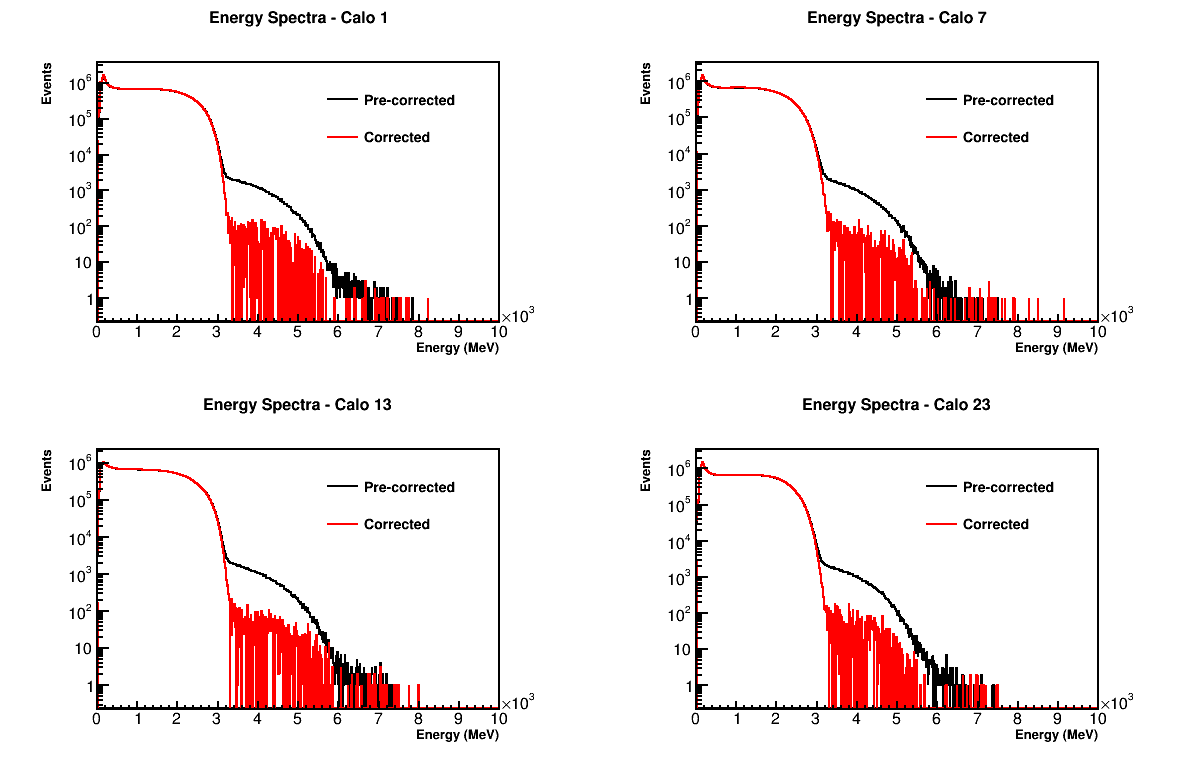 Energy Spectra - Calo 1
Events
10^6
10^5
10^4
10^3
10^2
10
1
Pre-corrected
Corrected
0 1 2 3 4 5 6 7 8 9 10
×10^3
Energy (MeV)
Energy Spectra - Calo 7
Events
10^6
10^5
10^4
10^3
10^2
10
1
Pre-corrected
Corrected
0 1 2 3 4 5 6 7 8 9 10
×10^3
Energy (MeV)
Energy Spectra - Calo 13
Events
10^6
10^5
10^4
10^3
10^2
10
1
Pre-corrected
Corrected
0 1 2 3 4 5 6 7 8 9 10
×10^3
Energy (MeV)
Energy Spectra - Calo 23
Events
10^6
10^5
10^4
10^3
10^2
10
1
Pre-corrected
Corrected
0 1 2 3 4 5 6 7 8 9 10
×10^3
Energy (MeV)